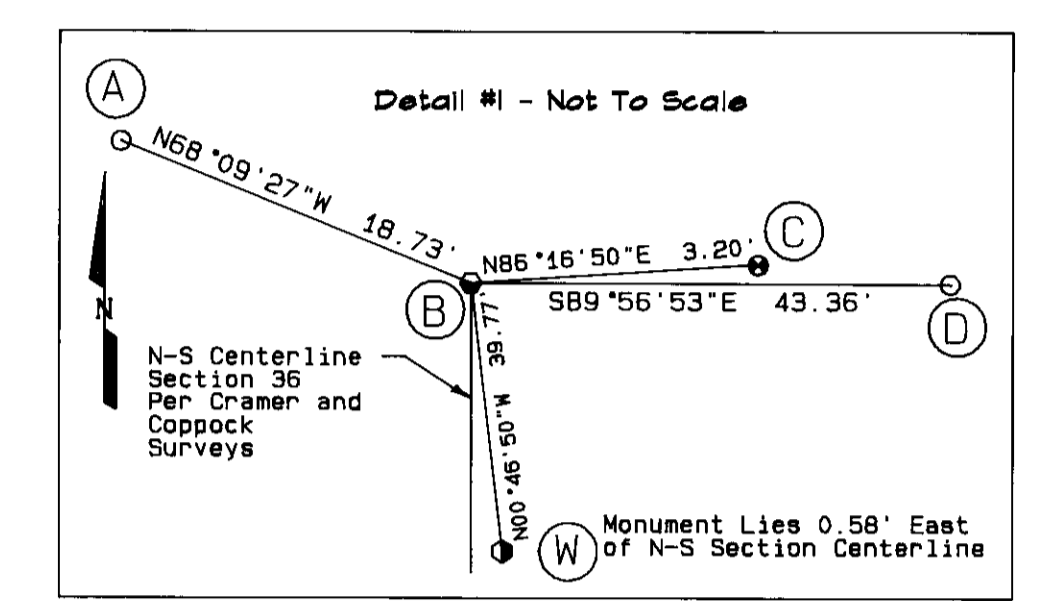 A
Detail #1 - Not To Scale
N68°09'27"W 18.73'
C
N86°16'50"E 3.20'
B
S89°56'53"E 43.36'
D
N
39.77'
N00°46'50"W
N-S Centerline
Section 36
Per Cramer and
Coppock
Surveys
W
Monument Lies 0.58' East
of N-S Section Centerline